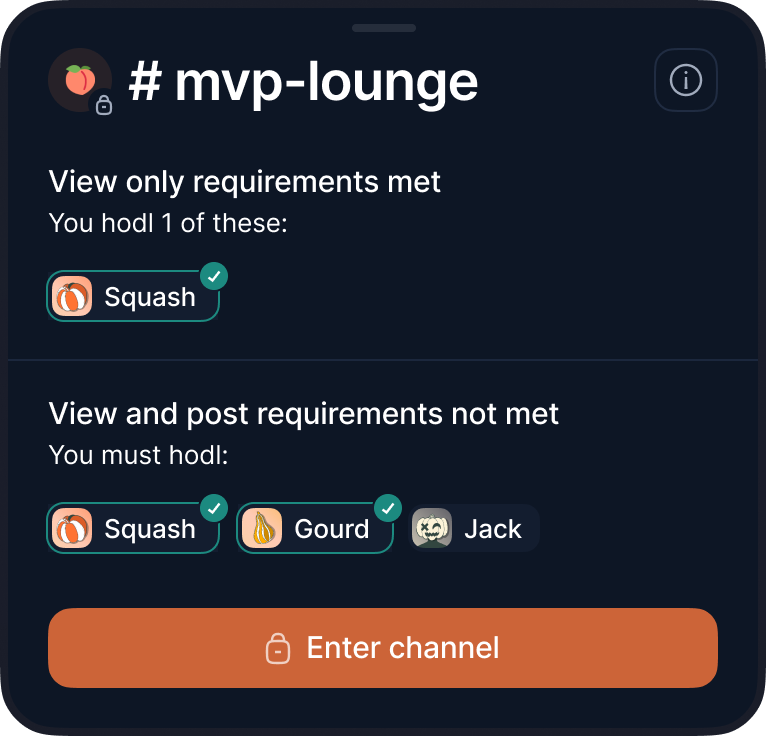 # mvp-lounge
View only requirements met
You hodl 1 of these:
Squash
View and post requirements not met
You must hodl:
Squash Gourd Jack
Enter channel